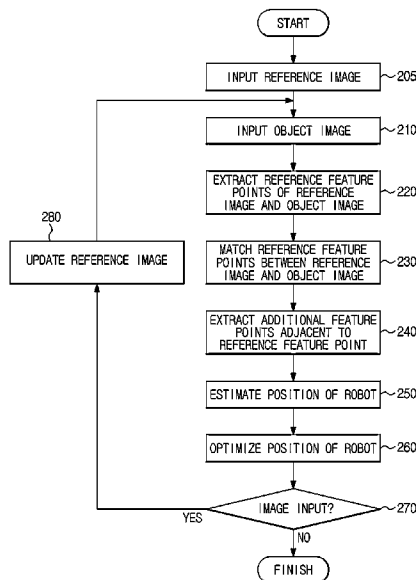 START
INPUT REFERENCE IMAGE
205
INPUT OBJECT IMAGE
210
EXTRACT REFERENCE FEATURE
POINTS OF REFERENCE
IMAGE AND OBJECT IMAGE
220
280
UPDATE REFERENCE IMAGE
MATCH REFERENCE FEATURE
POINTS BETWEEN REFERENCE
IMAGE AND OBJECT IMAGE
230
EXTRACT ADDITIONAL FEATURE
POINTS ADJACENT TO
REFERENCE FEATURE POINT
240
ESTIMATE POSITION OF ROBOT
250
OPTIMIZE POSITION OF ROBOT
260
IMAGE INPUT?
270
YES
NO
FINISH